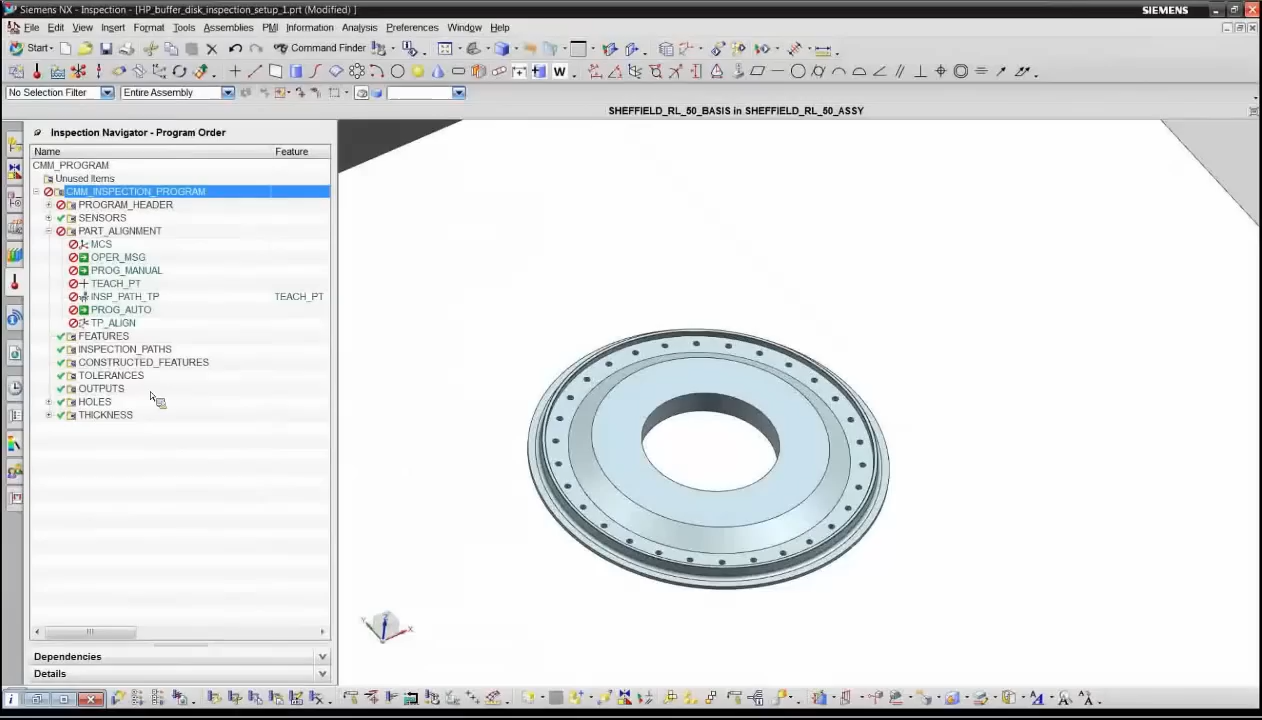 Siemens NX - Inspection - [HP_buffer_disk_inspection_setup_1.prt (Modified) ]
SIEMENS
File Edit View Insert Format Tools Assemblies PMI Information Analysis Preferences Window Help
Start Command Finder
W
No Selection Filter Entire Assembly
SHEFFIELD_RL_50_BASIS in SHEFFIELD_RL_50_ASSY
Inspection Navigator - Program Order
Name Feature
CMM_PROGRAM
Unused Items
CMM_INSPECTION_PROGRAM
PROGRAM_HEADER
SENSORS
PART_ALIGNMENT
MCS
OPER_MSG
PROG_MANUAL
TEACH_PT
INSP_PATH_TP TEACH_PT
PROG_AUTO
TP_ALIGN
FEATURES
INSPECTION_PATHS
CONSTRUCTED_FEATURES
TOLERANCES
OUTPUTS
HOLES
THICKNESS
X
Dependencies
Details